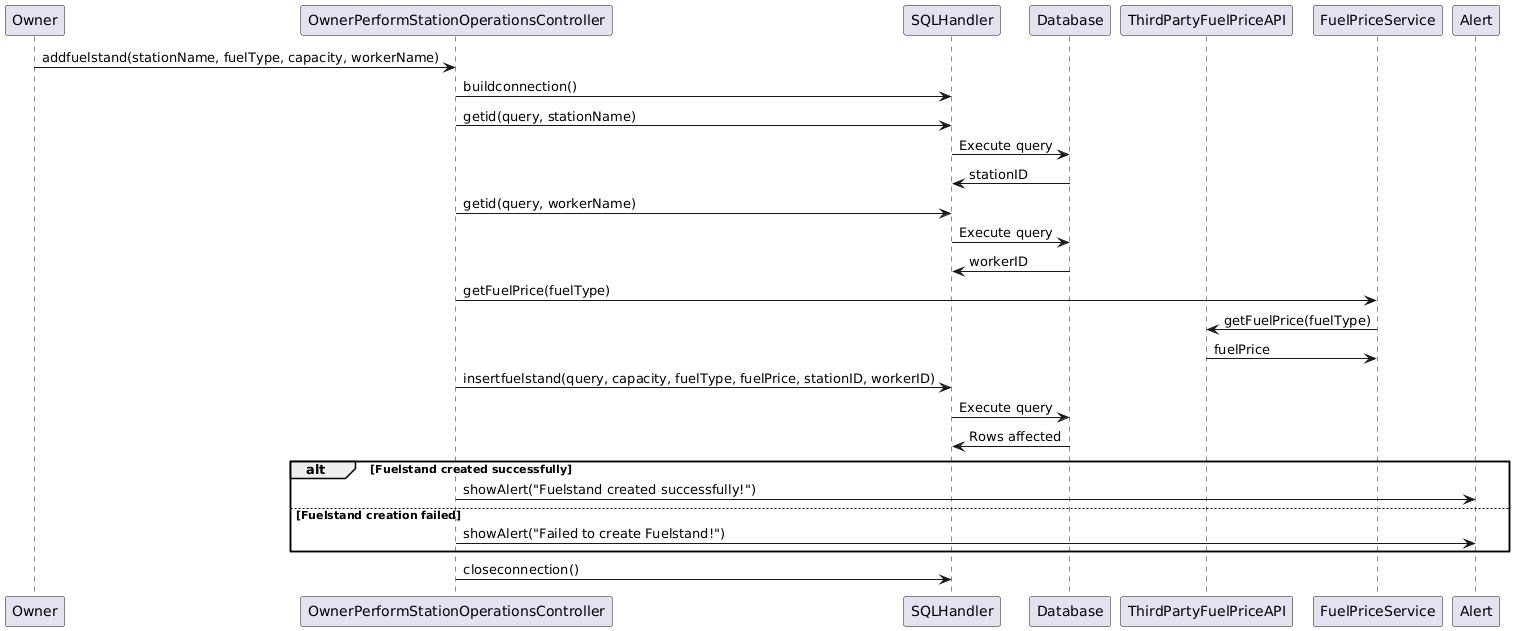 Owner OwnerPerformStationOperationsController SQLHandler Database ThirdPartyFuelPriceAPI FuelPriceService Alert
addfuelstand(stationName, fuelType, capacity, workerName)
buildconnection()
getid(query, stationName)
Execute query
stationID
getid(query, workerName)
Execute query
workerID
getFuelPrice(fuelType)
getFuelPrice(fuelType)
fuelPrice
insertfuelstand(query, capacity, fuelType, fuelPrice, stationID, workerID)
Execute query
Rows affected
alt [Fuelstand created successfully]
showAlert("Fuelstand created successfully!")
[Fuelstand creation failed]
showAlert("Failed to create Fuelstand!")
closeconnection()
Owner OwnerPerformStationOperationsController SQLHandler Database ThirdPartyFuelPriceAPI FuelPriceService Alert